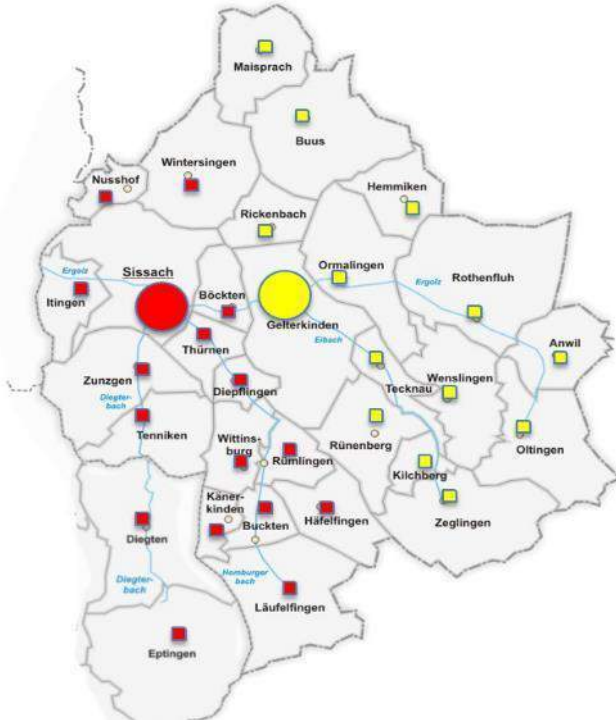 Maisprach
Buus
Wintersingen
Nusshof
Hemmiken
Rickenbach
Ormalingen
Rothenfluh
Ergolz
Sissach
Ergolz
Itingen
Böckten
Gelterkinden
Eibach
Anwil
Thürnen
Zunzgen
Diepflingen
Tecknau
Wenslingen
Diegter-
bach
Tenniken
Wittins-
burg
Rümlingen
Rünenberg
Oltingen
Kilchberg
Känerkinden
Buckten
Häfelfingen
Zeglingen
Diegten
Diegter-
bach
Homburger
bach
Läufelfingen
Eptingen